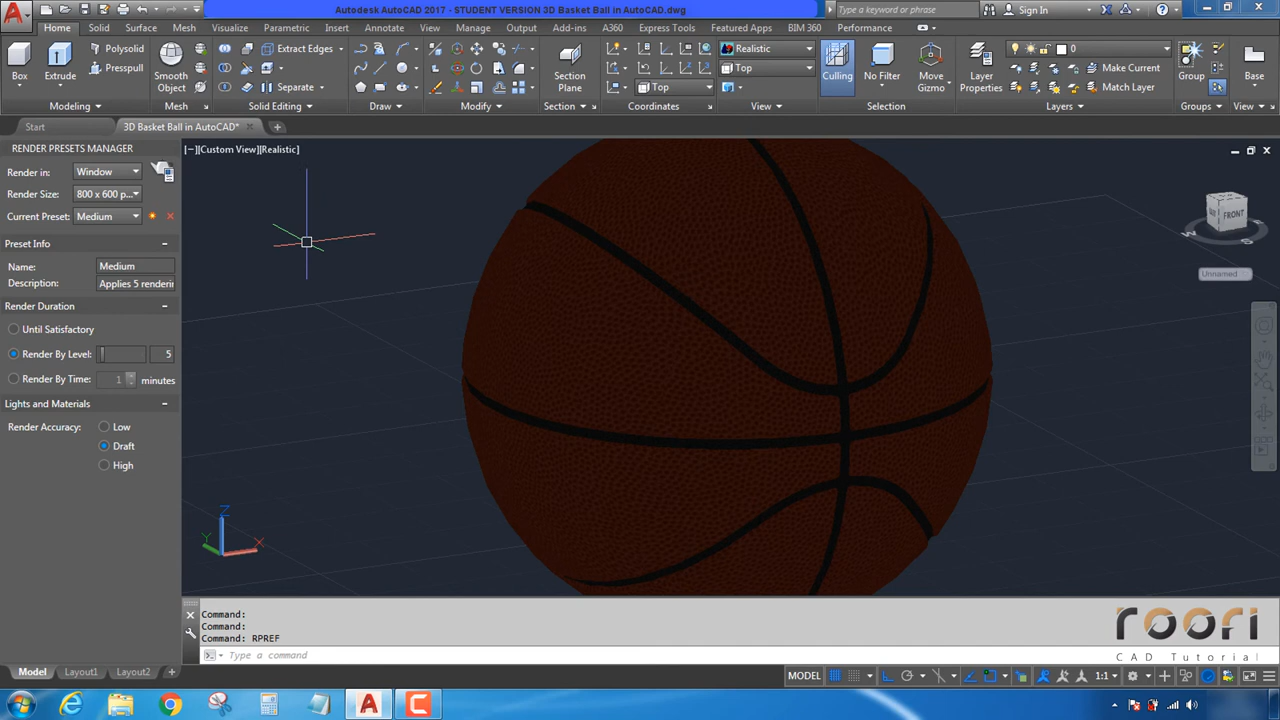 Autodesk AutoCAD 2017 - STUDENT VERSION 3D Basket Ball in AutoCAD.dwg
Type a keyword or phrase
Sign In
Home Solid Surface Mesh Visualize Parametric Insert Annotate View Manage Output Add-ins A360 Express Tools Featured Apps BIM 360 Performance
Box
Extrude
Polysolid
Presspull
Smooth
Object
Extract Edges
Separate
Section
Plane
Realistic
Top
Top
Culling
No Filter
Move
Gizmo
Layer
Properties
0
Make Current
Match Layer
Group
Base
Modeling Mesh Solid Editing Draw Modify Section Coordinates View Selection Layers Groups View
Start
3D Basket Ball in AutoCAD*
RENDER PRESETS MANAGER
Render in: Window
Render Size: 800 x 600 p...
Current Preset: Medium
Preset Info
Name: Medium
Description: Applies 5 renderin
Render Duration
Until Satisfactory
Render By Level: 5
Render By Time: 1 minutes
Lights and Materials
Render Accuracy: Low
Draft
High
[−][Custom View][Realistic]
FRONT
Unnamed
Z
Y
X
Command:
Command:
Command: RPREF
Type a command
roofi
CAD Tutorial
Model Layout1 Layout2
MODEL
1:1